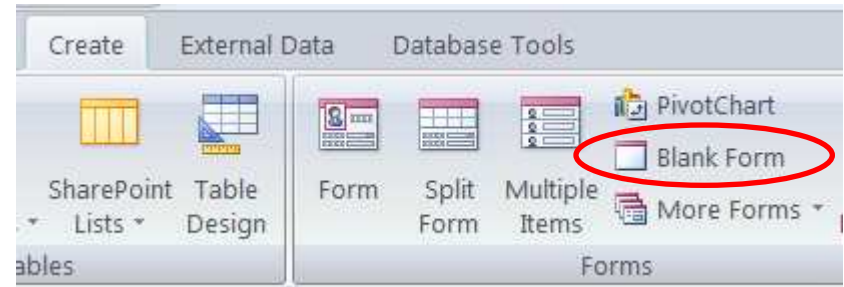 Create External Data Database Tools
SharePoint Lists
Table Design
Form
Split Form
Multiple Items
PivotChart
Blank Form
More Forms
Forms